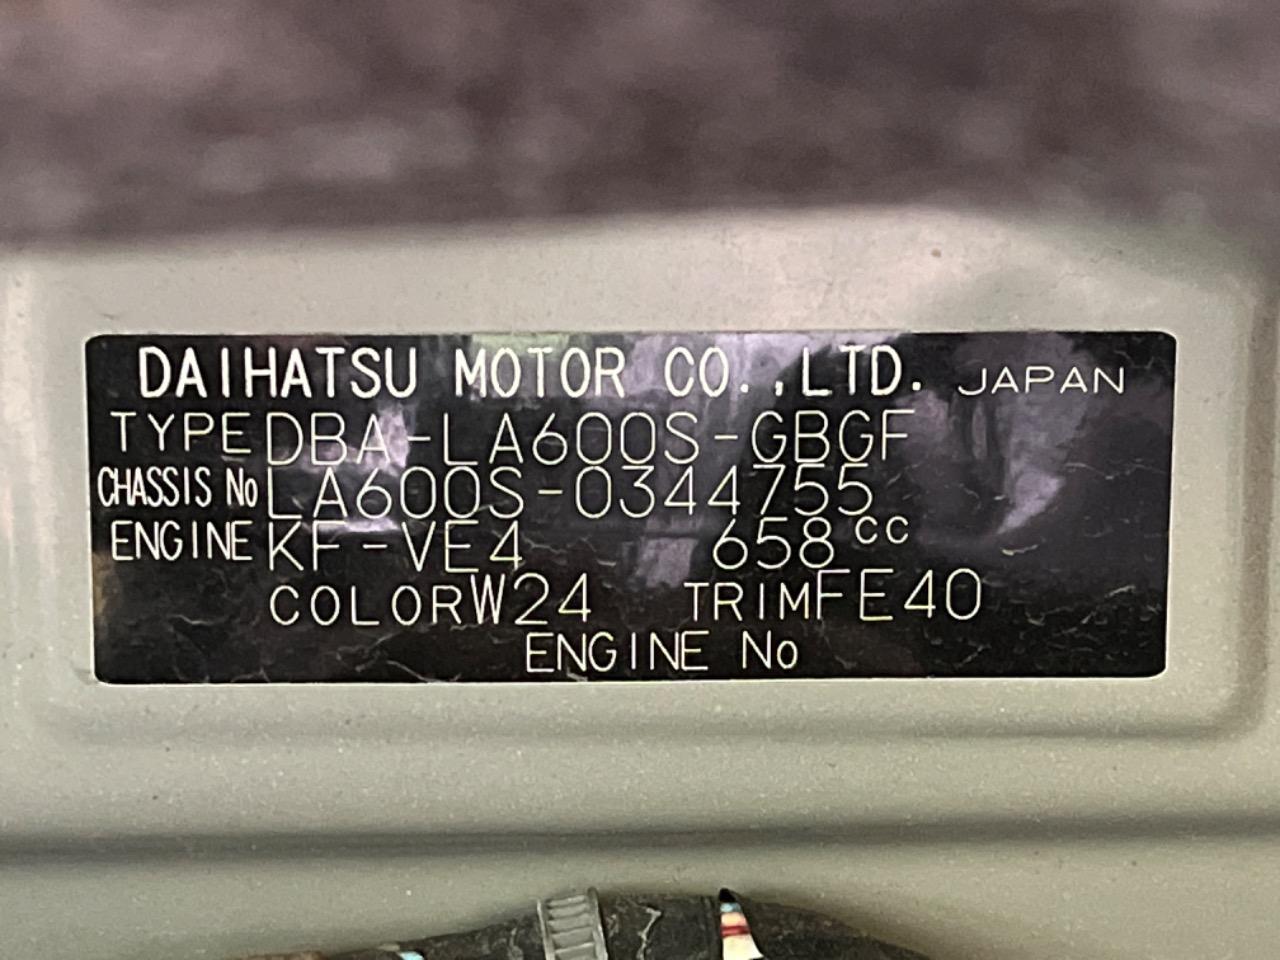 DAIHATSU MOTOR CO.,LTD. JAPAN
TYPE DBA-LA600S-GBGF
CHASSIS No LA600S-0344755
ENGINE KF-VE4 658cc
COLOR W24 TRIM FE40
ENGINE No